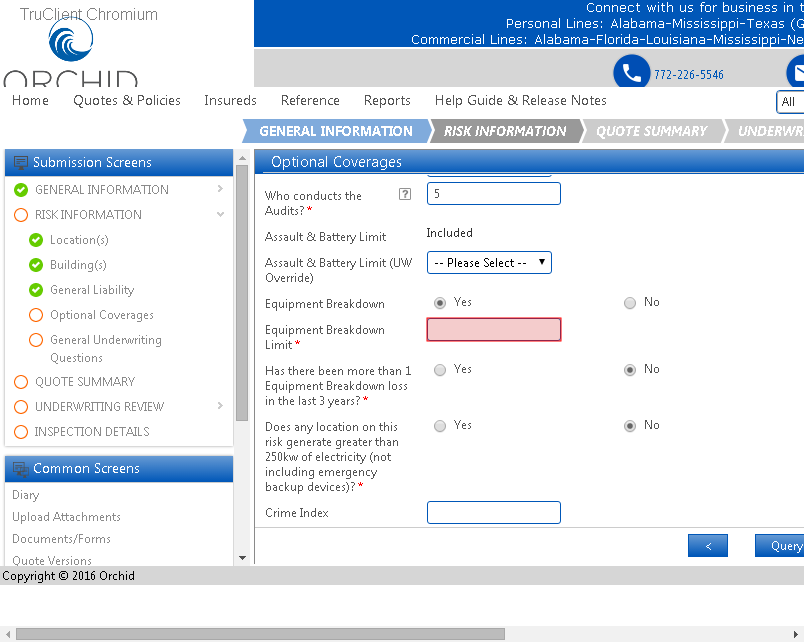 TruClient Chromium
ORCHID
Connect with us for business in t
Personal Lines: Alabama-Mississippi-Texas (G
Commercial Lines: Alabama-Florida-Louisiana-Mississippi-Ne
772-226-5546
Home Quotes & Policies Insureds Reference Reports Help Guide & Release Notes All
GENERAL INFORMATION RISK INFORMATION QUOTE SUMMARY UNDERWR
Submission Screens
GENERAL INFORMATION
RISK INFORMATION
Location(s)
Building(s)
General Liability
Optional Coverages
General Underwriting
Questions
QUOTE SUMMARY
UNDERWRITING REVIEW
INSPECTION DETAILS
Common Screens
Diary
Upload Attachments
Documents/Forms
Quote Versions
Optional Coverages
Who conducts the ? 5
Audits? *
Assault & Battery Limit Included
Assault & Battery Limit (UW -- Please Select --
Override)
Equipment Breakdown Yes No
Equipment Breakdown
Limit *
Has there been more than 1 Yes No
Equipment Breakdown loss
in the last 3 years? *
Does any location on this Yes No
risk generate greater than
250kw of electricity (not
including emergency
backup devices)? *
Crime Index
< Query
Copyright © 2016 Orchid